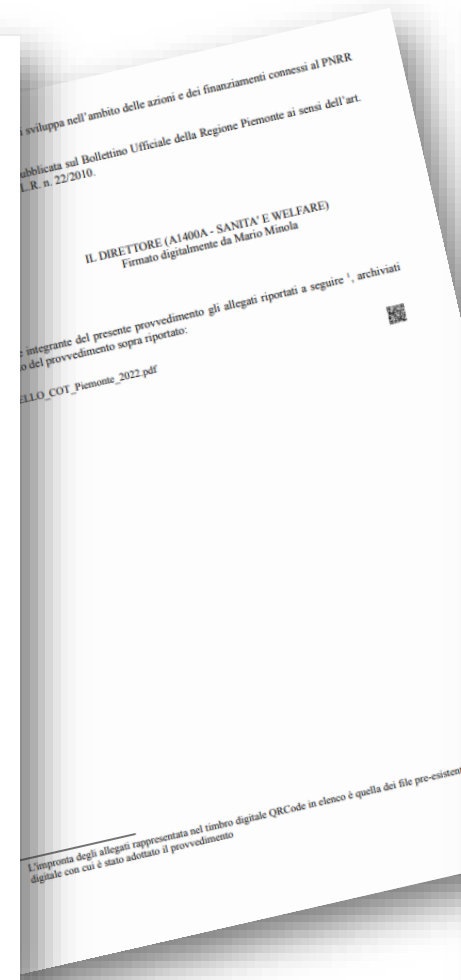 sviluppa nell'ambito delle azioni e dei finanziamenti connessi al PNRR
ubblicata sul Bollettino Ufficiale della Regione Piemonte ai sensi dell'art.
L.R. n. 22/2010.
IL DIRETTORE (A1400A - SANITA' E WELFARE)
Firmato digitalmente da Mario Minola
integrante del presente provvedimento gli allegati riportati a seguire ¹, archiviati
o del provvedimento sopra riportato:
ELLO_COT_Piemonte_2022.pdf
L'impronta degli allegati rappresentata nel timbro digitale QRCode in elenco è quella dei file pre-esistent
digitale con cui è stato adottato il provvedimento